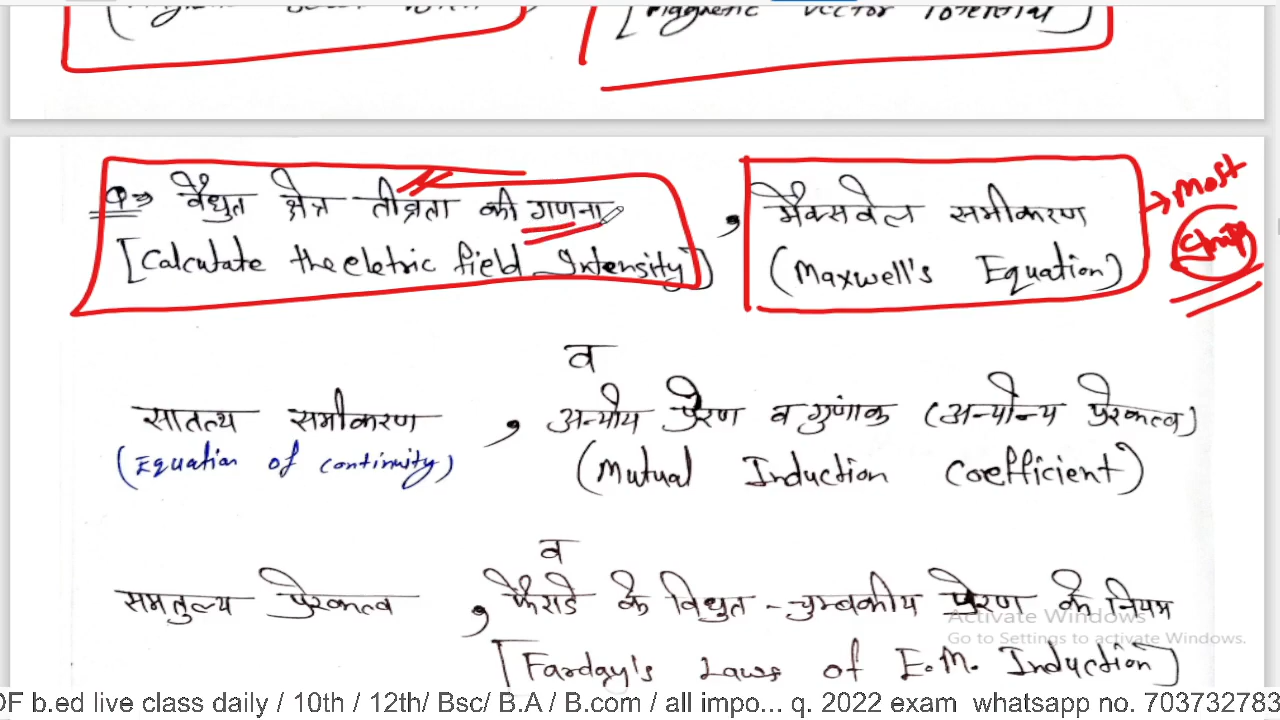 Magnetic Vector Potential]
Q ⇒ वैधुत क्षेत्र तीव्रता की गणना , मैक्सवेल समीकरण → most
[Calcutate the eletric field Intensity] (Maxwell's Equation)
व
सातत्य समीकरण , अन्योय प्रेरण व गुणांक (अन्योन्य प्रेरकत्व)
(Equation of continuity) (Mutual Induction Coefficient)
व
समतुल्य प्रेरकत्व , फैराडे के विधुत - चुम्बकीय प्रेरण के नियम
[Farday's Laws of E.M. Induction]
Activate Windows
Go to Settings to activate Windows.
DF b.ed live class daily / 10th / 12th/ Bsc/ B.A / B.com / all impo... q. 2022 exam whatsapp no. 703732783